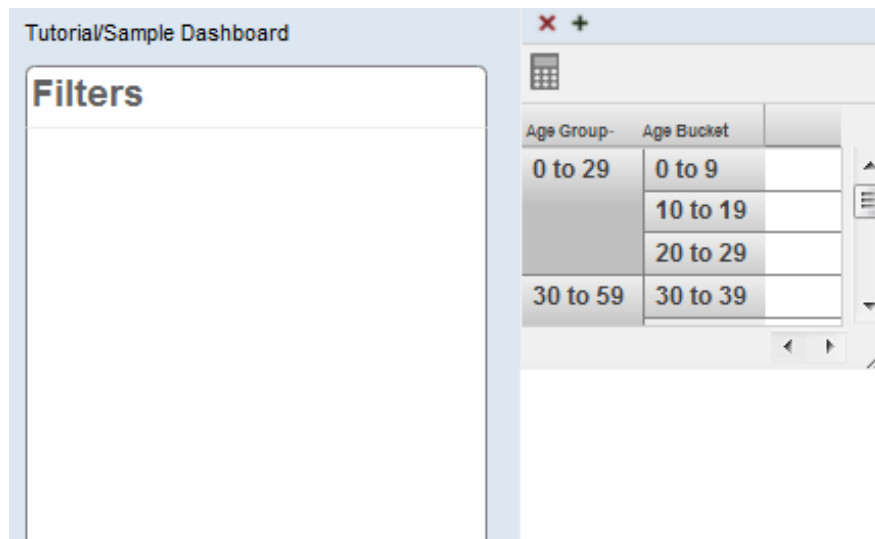 Tutorial/Sample Dashboard
Filters
Age Group- Age Bucket
0 to 29 0 to 9
10 to 19
20 to 29
30 to 59 30 to 39